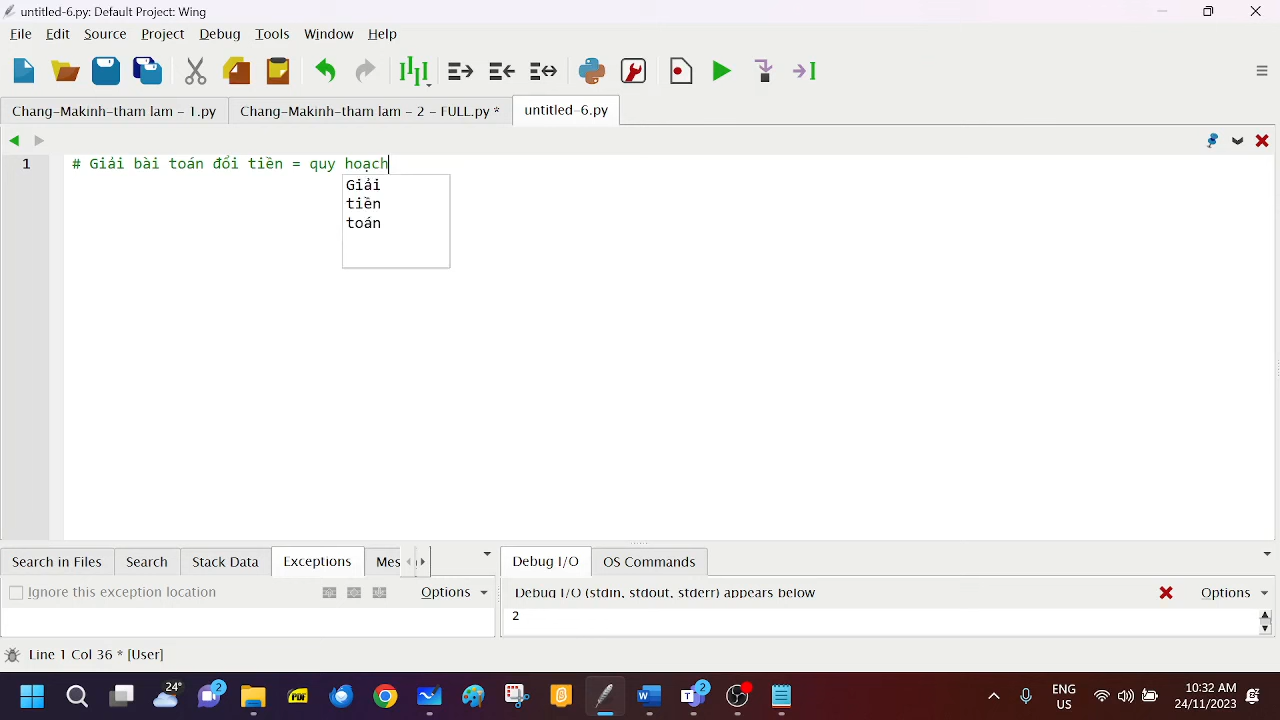 untitled-6.py: Default Project: Wing
File Edit Source Project Debug Tools Window Help
Chang-Makinh-tham lam - 1.py Chang-Makinh-tham lam - 2 - FULL.py * untitled-6.py
1 # Giải bài toán đổi tiền = quy hoạch
Giải
tiền
toán
Search in Files Search Stack Data Exceptions Debug I/O OS Commands
Ignore this exception location Options Debug I/O (stdin, stdout, stderr) appears below Options
2
Line 1 Col 36 * [User]
24° 2 PDF 2 ENG 10:32 AM
US 24/11/2023